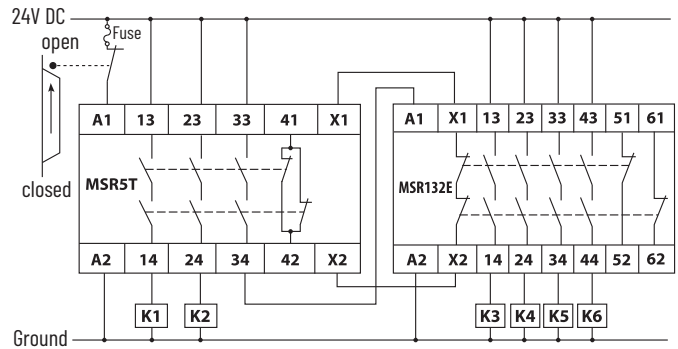 24V DC
open
Fuse
A1 13 23 33 41 X1
A1 X1 13 23 33 43 51 61
MSR5T
MSR132E
closed
A2 14 24 34 42 X2
A2 X2 14 24 34 44 52 62
K1 K2
K3 K4 K5 K6
Ground